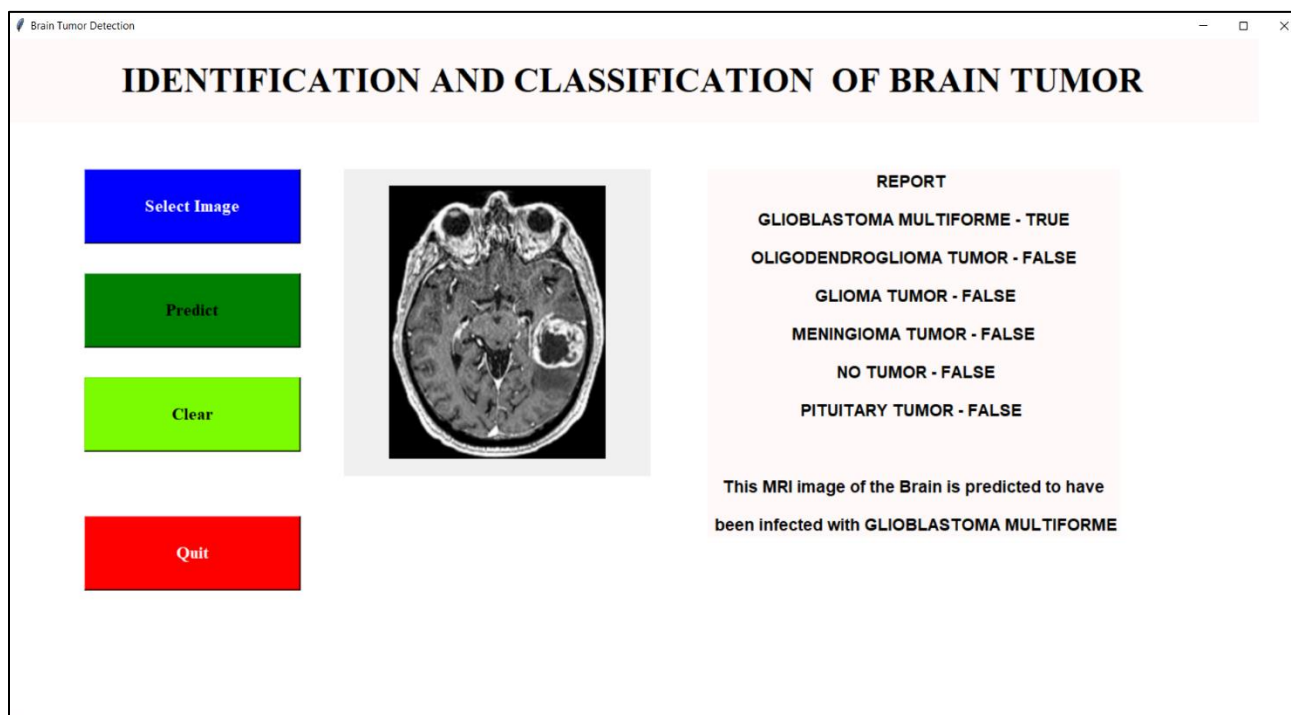 Brain Tumor Detection
IDENTIFICATION AND CLASSIFICATION OF BRAIN TUMOR
Select Image
Predict
Clear
Quit
REPORT
GLIOBLASTOMA MULTIFORME - TRUE
OLIGODENDROGLIOMA TUMOR - FALSE
GLIOMA TUMOR - FALSE
MENINGIOMA TUMOR - FALSE
NO TUMOR - FALSE
PITUITARY TUMOR - FALSE
This MRI image of the Brain is predicted to have
been infected with GLIOBLASTOMA MULTIFORME